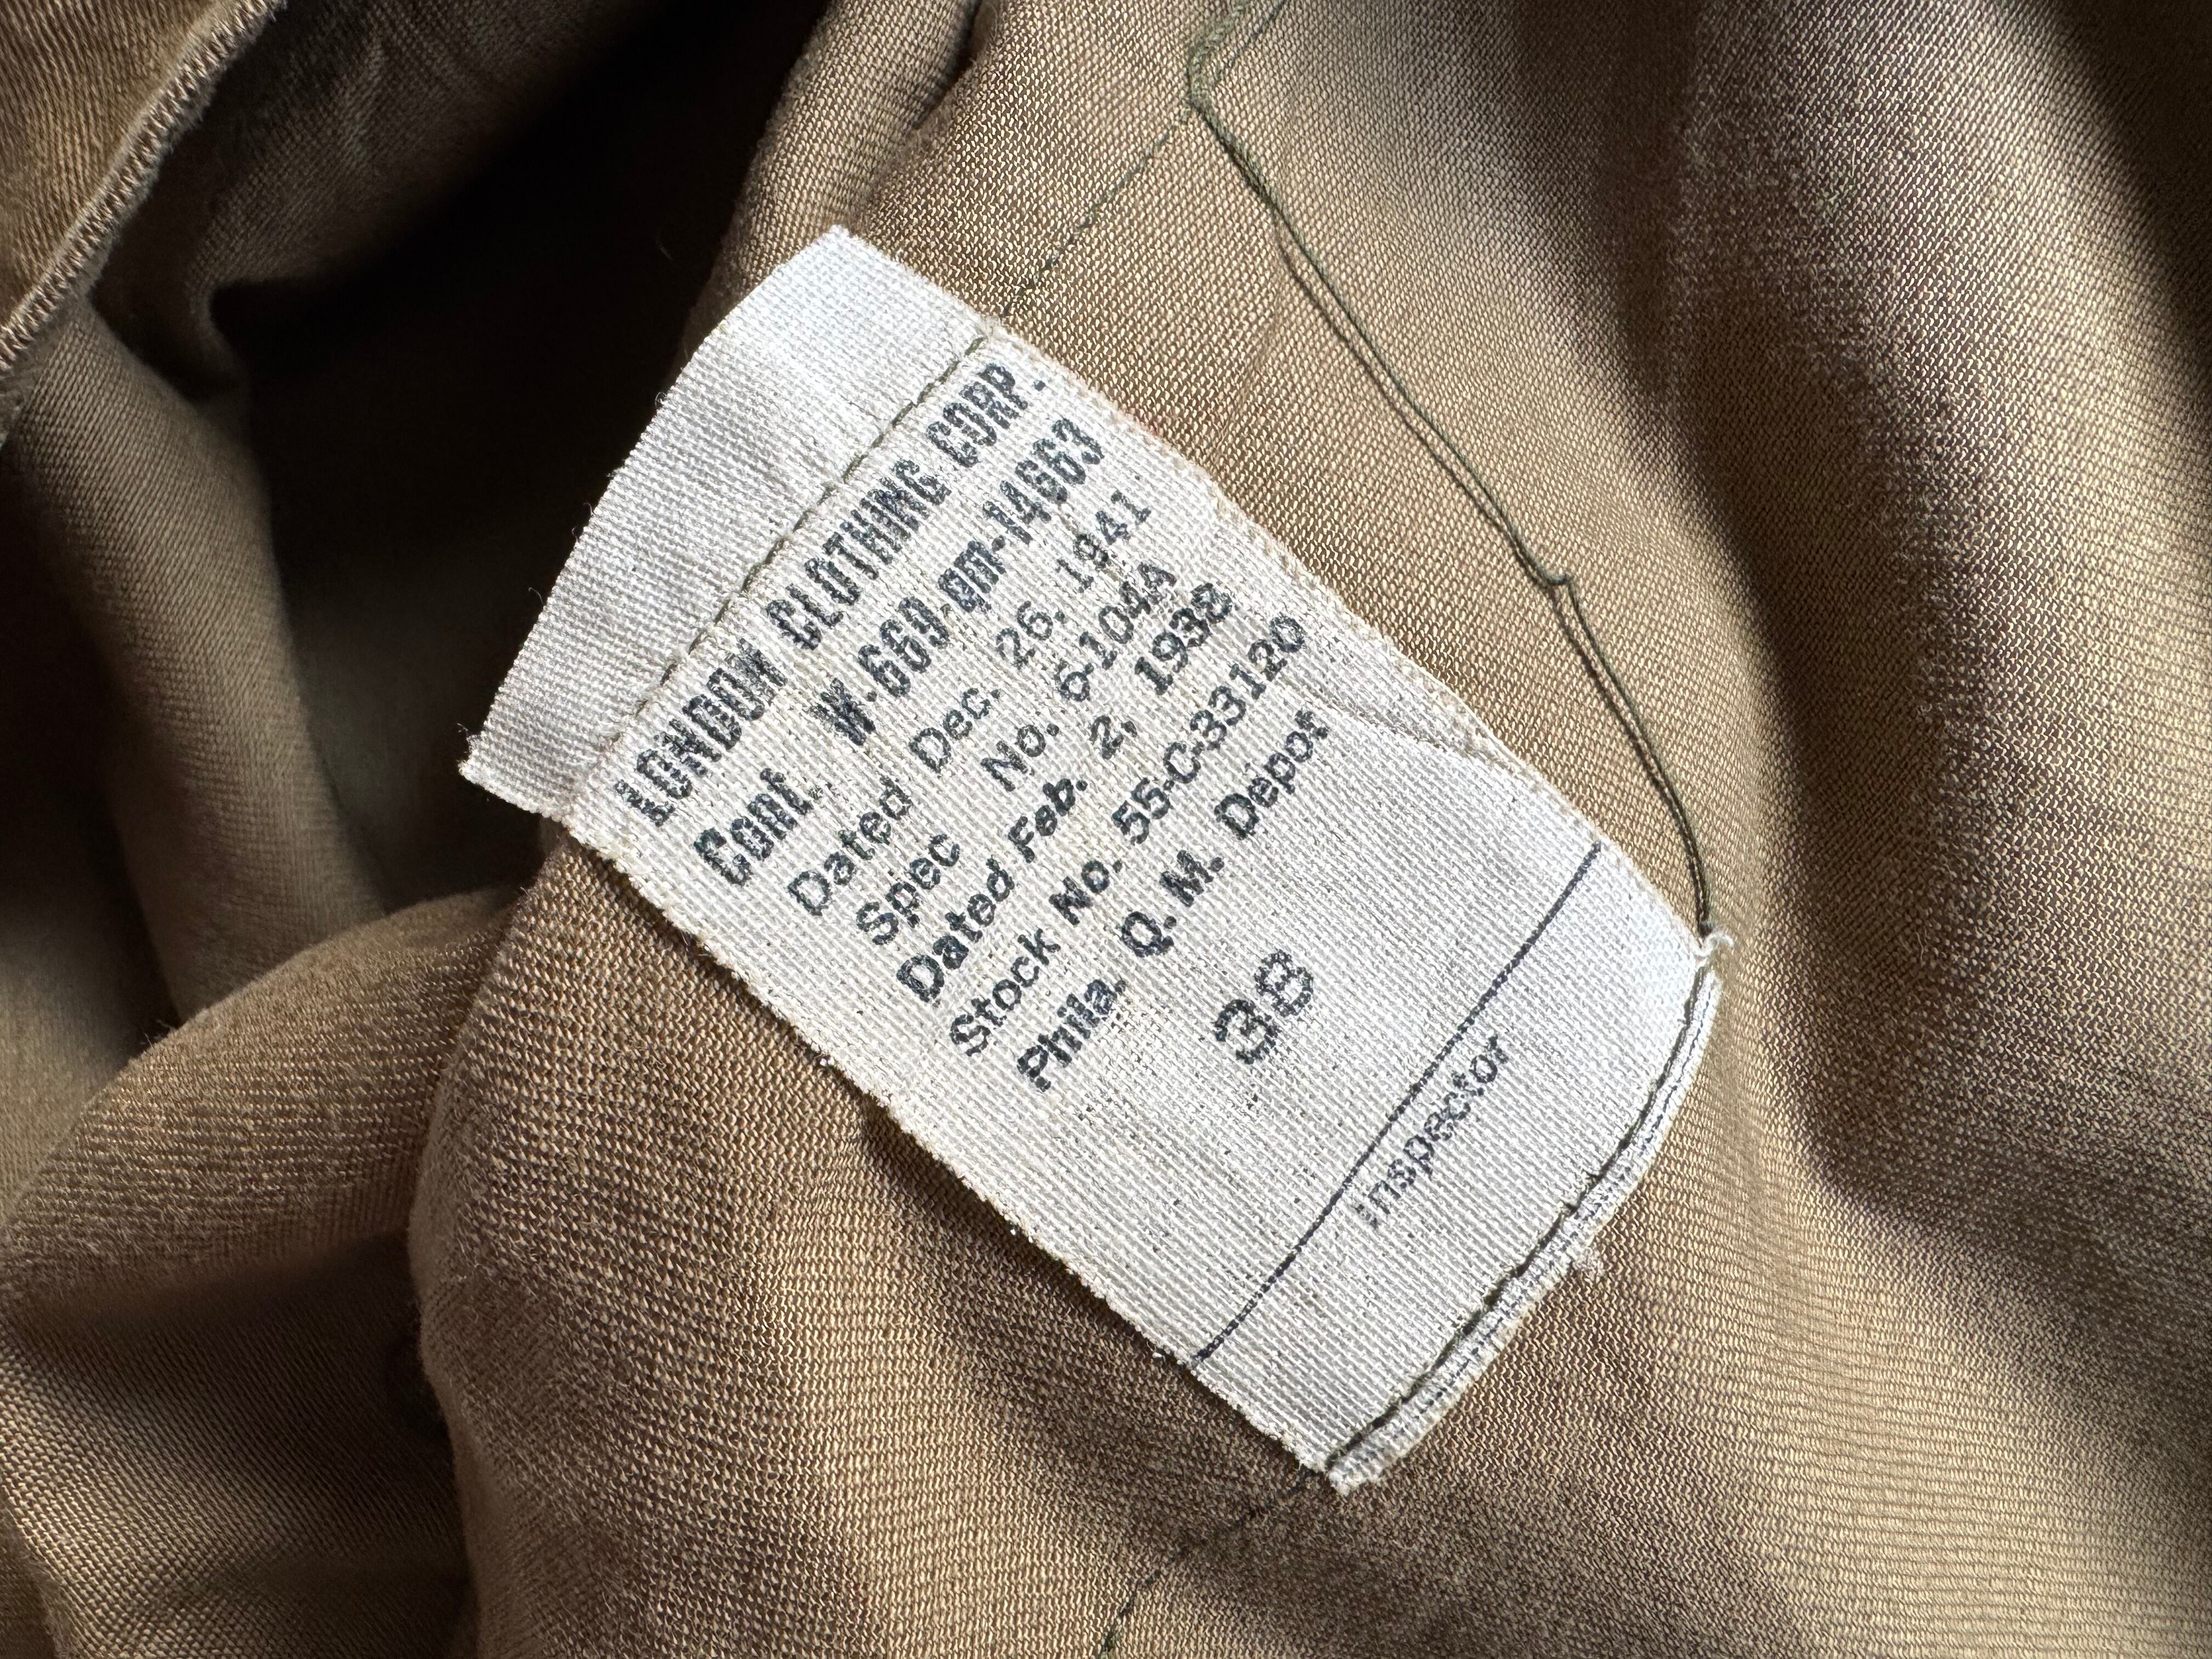 LONDON CLOTHING CORP.
Cont. W-669-qm-14663
Dated Dec. 26, 1941
Spec No. 6-104A
Dated Feb. 2, 1938
Stock No. 55-C-33120
Phila. Q. M. Depot
38
Inspector